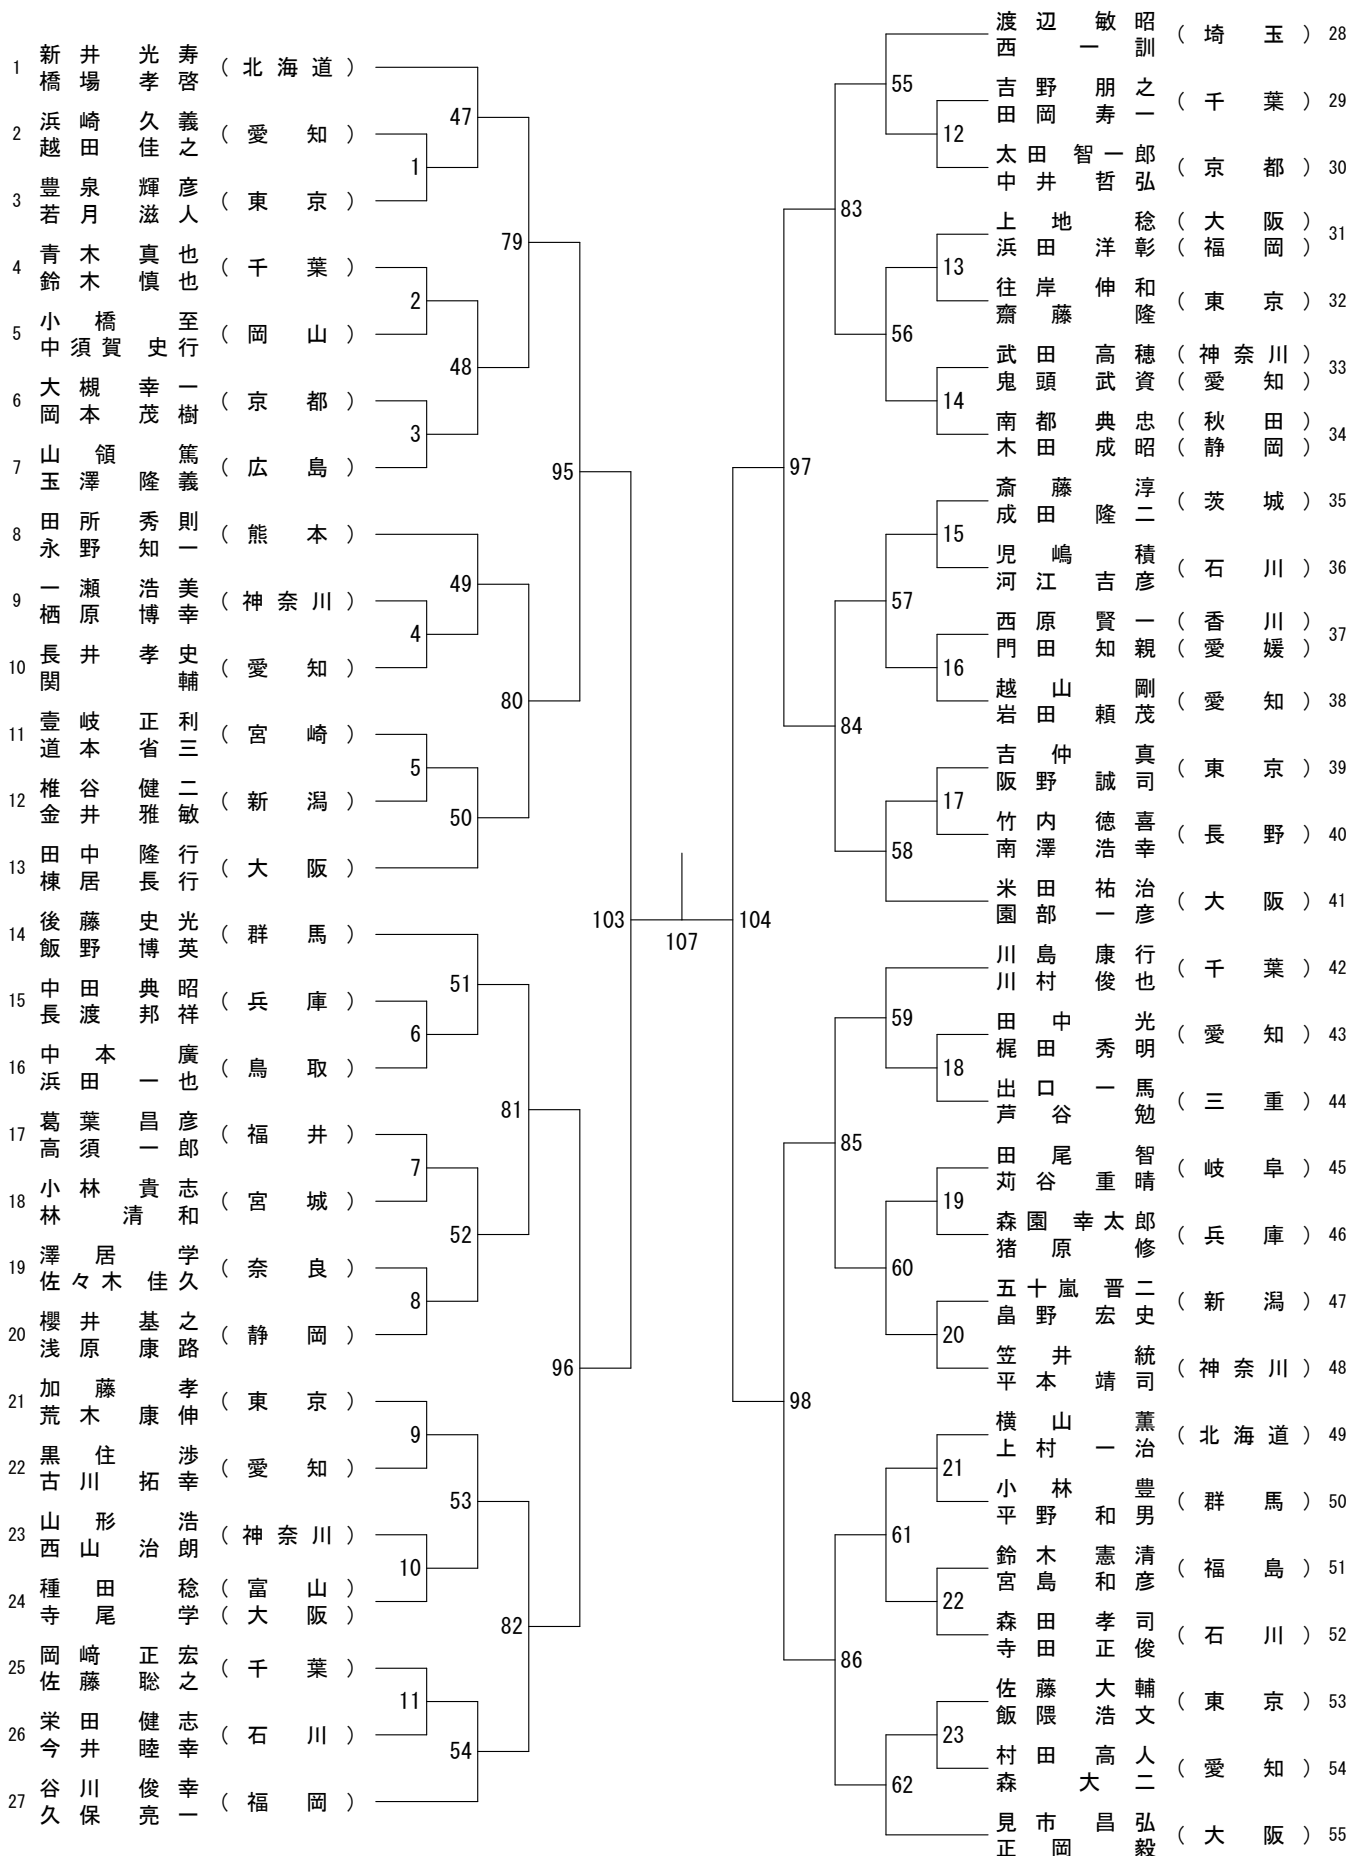 1 新井 光寿 (北海道)
橋場 孝啓
2 浜崎 久義 (愛知)
越田 佳之
3 豊泉 輝彦 (東京)
若月 滋人
4 青木 真也 (千葉)
鈴木 慎也
5 小橋 至 (岡山)
中須賀 史行
6 大槻 幸一 (京都)
岡本 茂樹
7 山領 篤 (広島)
玉澤 隆義
8 田所 秀則 (熊本)
永野 知一
9 一瀬 浩美 (神奈川)
栖原 博幸
10 長井 孝史 (愛知)
関 輔
11 壹岐 正利 (宮崎)
道本 省三
12 椎谷 健二 (新潟)
金井 雅敏
13 田中 隆行 (大阪)
棟居 長行
14 後藤 史光 (群馬)
飯野 博英
15 中田 典昭 (兵庫)
長渡 邦祥
16 中本 廣 (鳥取)
浜田 一也
17 葛葉 昌彦 (福井)
高須 一郎
18 小林 貴志 (宮城)
林 清和
19 澤居 学 (奈良)
佐々木 佳久
20 櫻井 基之 (静岡)
浅原 康路
21 加藤 孝 (東京)
荒木 康伸
22 黒住 渉 (愛知)
古川 拓幸
23 山形 浩 (神奈川)
西山 治朗
24 種田 稔 (富山)
寺尾 学 (大阪)
25 岡﨑 正宏 (千葉)
佐藤 聡之
26 栄田 健志 (石川)
今井 睦幸
27 谷川 俊幸 (福岡)
久保 亮一
47
1
79
2
48
3
95
49
4
80
5
50
103
51
6
81
7
52
8
96
9
53
10
82
11
54
107
104
55
12
83
13
56
14
97
15
57
16
84
17
58
59
18
85
19
60
20
98
21
61
22
86
23
62
渡辺 敏昭 (埼玉) 28
西 一訓
吉野 朋之 (千葉) 29
田岡 寿一
太田 智一郎 (京都) 30
中井 哲弘
上地 稔 (大阪) 31
浜田 洋彰 (福岡)
往岸 伸和 (東京) 32
齋藤 隆
武田 高穂 (神奈川) 33
鬼頭 武資 (愛知)
南都 典忠 (秋田) 34
木田 成昭 (静岡)
斎藤 淳 (茨城) 35
成田 隆二
児嶋 積 (石川) 36
河江 吉彦
西原 賢一 (香川) 37
門田 知親 (愛媛)
越山 剛 (愛知) 38
岩田 頼茂
吉仲 真 (東京) 39
阪野 誠司
竹内 徳喜 (長野) 40
南澤 浩幸
米田 祐治 (大阪) 41
園部 一彦
川島 康行 (千葉) 42
川村 俊也
田中 光 (愛知) 43
梶田 秀明
出口 一馬 (三重) 44
芦谷 勉
田尾 智 (岐阜) 45
苅谷 重晴
森園 幸太郎 (兵庫) 46
猪原 修
五十嵐 晋二 (新潟) 47
畠野 宏史
笠井 統 (神奈川) 48
平本 靖司
横山 薫 (北海道) 49
上村 一治
小林 豊 (群馬) 50
平野 和男
鈴木 憲清 (福島) 51
宮島 和彦
森田 孝司 (石川) 52
寺田 正俊
佐藤 大輔 (東京) 53
飯隈 浩文
村田 高人 (愛知) 54
森 大二
見市 昌弘 (大阪) 55
正岡 毅